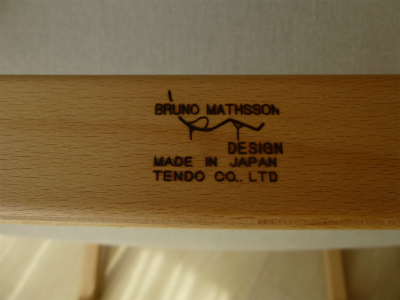 BRUNO MATHSSON
DESIGN
MADE IN JAPAN
TENDO CO., LTD